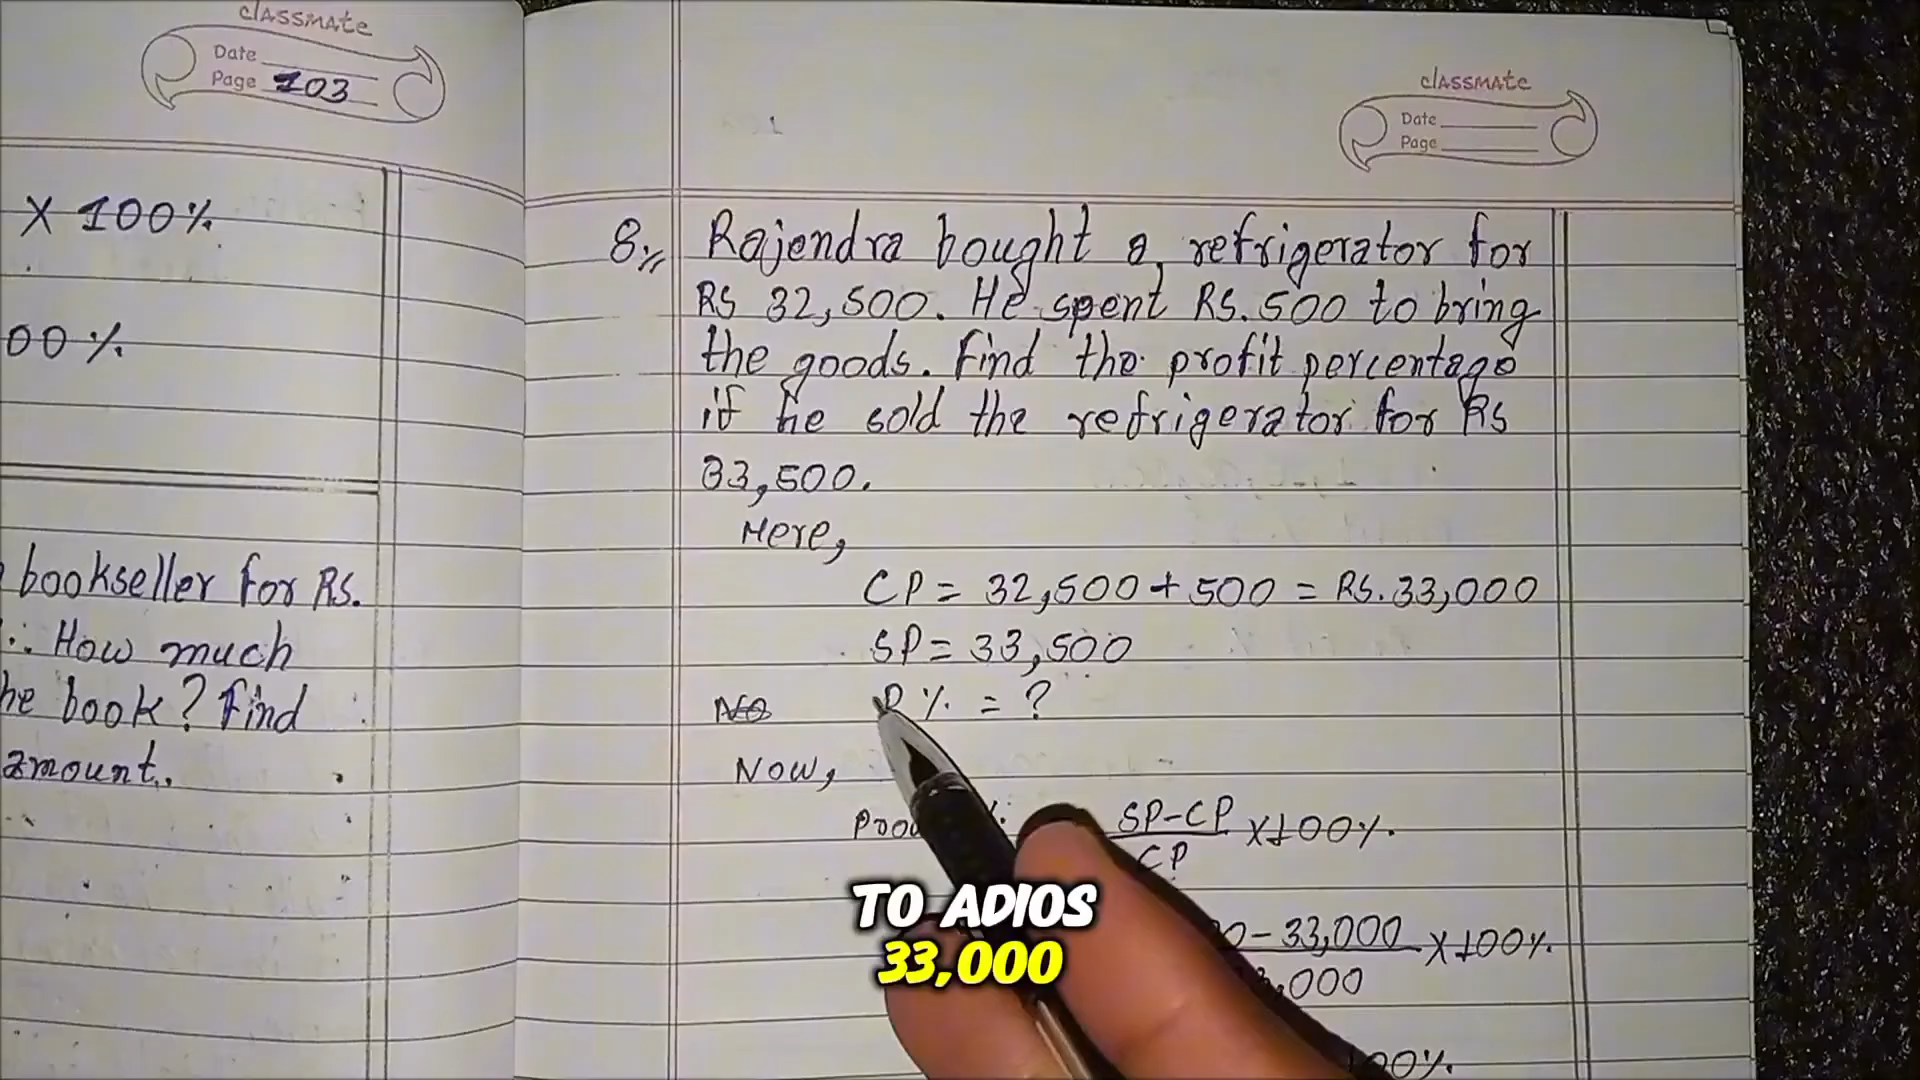 classmate
Date
Page 103
X 100%
00%
bookseller for Rs.
How much
he book? Find
amount.
classmate
Date
Page
8 Rajendra bought a refrigerator for
Rs 32,500. He spent Rs. 500 to bring
the goods. Find the profit percentage
if he sold the refrigerator for Rs
33,500.
Here,
CP = 32,500 + 500 = Rs. 33,000
SP = 33,500
P% = ?
Now,
SP-CP
X100%.
CP
0 - 33,000
X100%.
,000
100%.
TO ADIOS
33,000